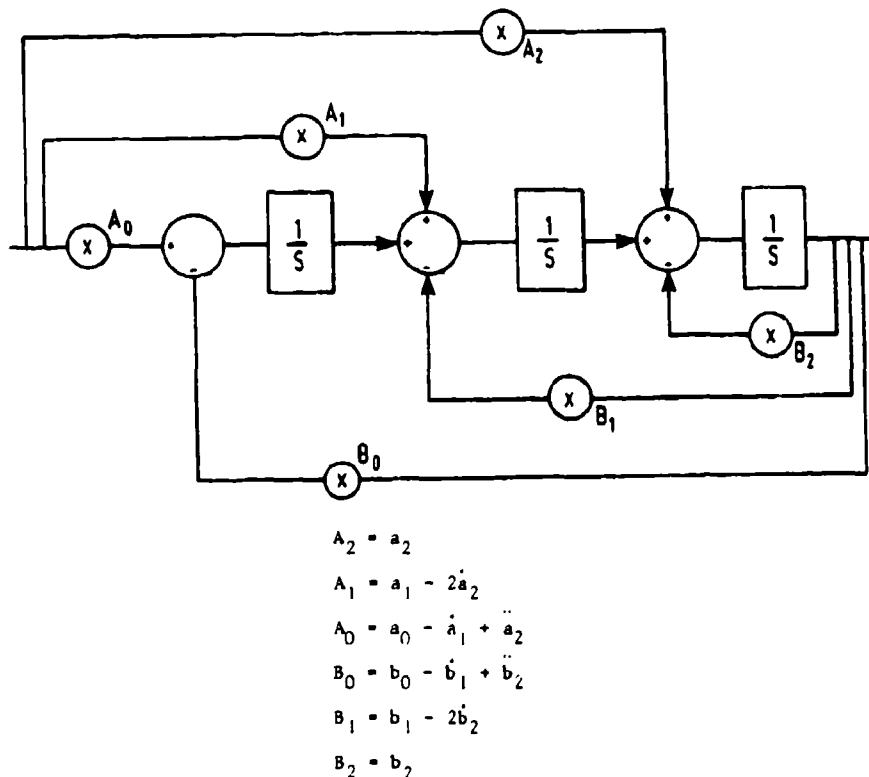 x
A₂
A₁
x
A₀
x
+
-
1/S
+
+
-
1/S
+
+
-
1/S
x
B₂
x
B₁
B₀
x
A₂ = a₂
A₁ = a₁ - 2ȧ₂
A₀ = a₀ - ȧ₁ + ä₂
B₀ = b₀ - ḃ₁ + b̈₂
B₁ = b₁ - 2ḃ₂
B₂ = b₂